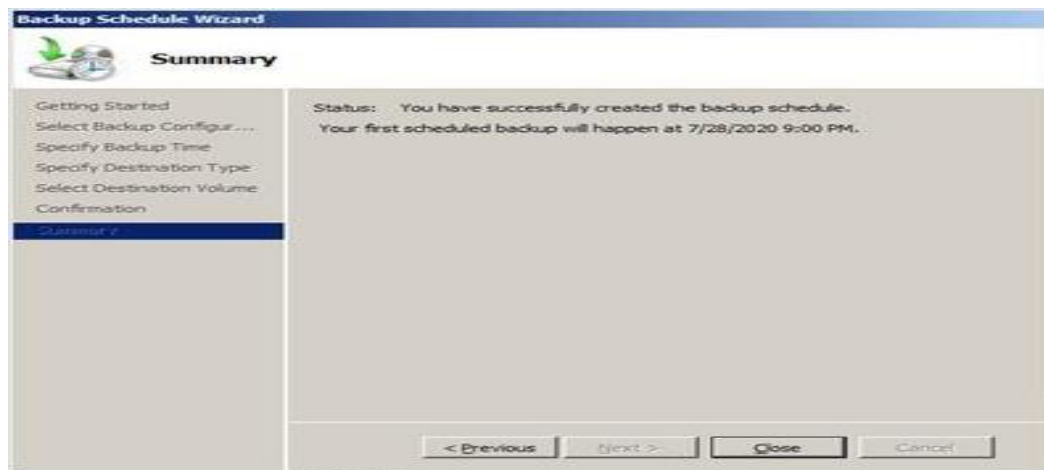 Backup Schedule Wizard
Summary
Getting Started
Select Backup Configur...
Specify Backup Time
Specify Destination Type
Select Destination Volume
Confirmation
Summary
Status: You have successfully created the backup schedule.
Your first scheduled backup will happen at 7/28/2020 9:00 PM.
< Previous
Next >
Close
Cancel